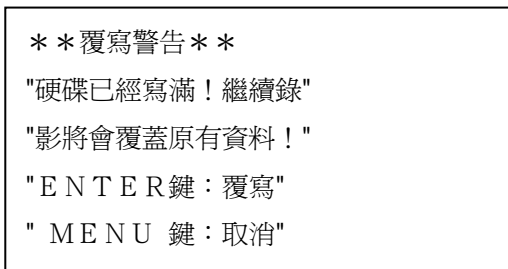 ＊＊覆寫警告＊＊
"硬碟已經寫滿！繼續錄"
"影將會覆蓋原有資料！"
"ＥＮＴＥＲ鍵：覆寫"
" ＭＥＮＵ 鍵：取消"